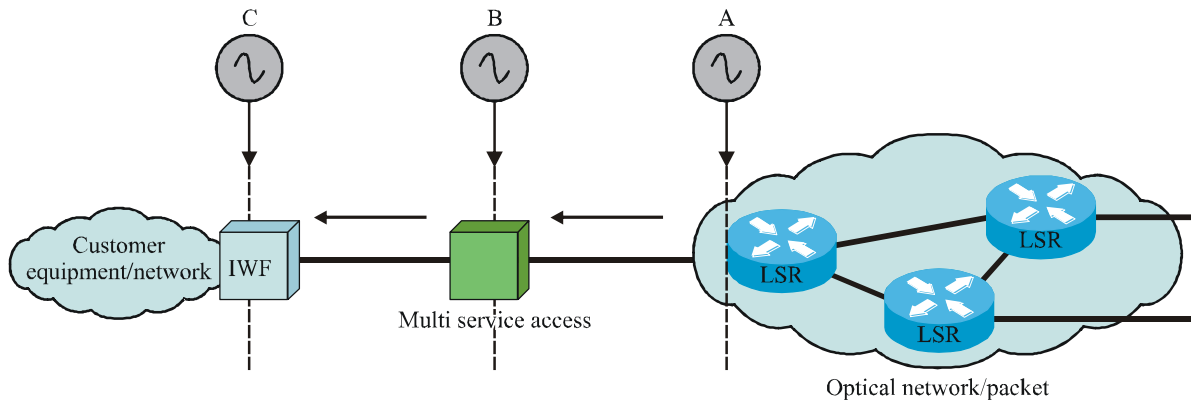 C
B
A
Customer
equipment/network
IWF
Multi service access
LSR
LSR
LSR
Optical network/packet